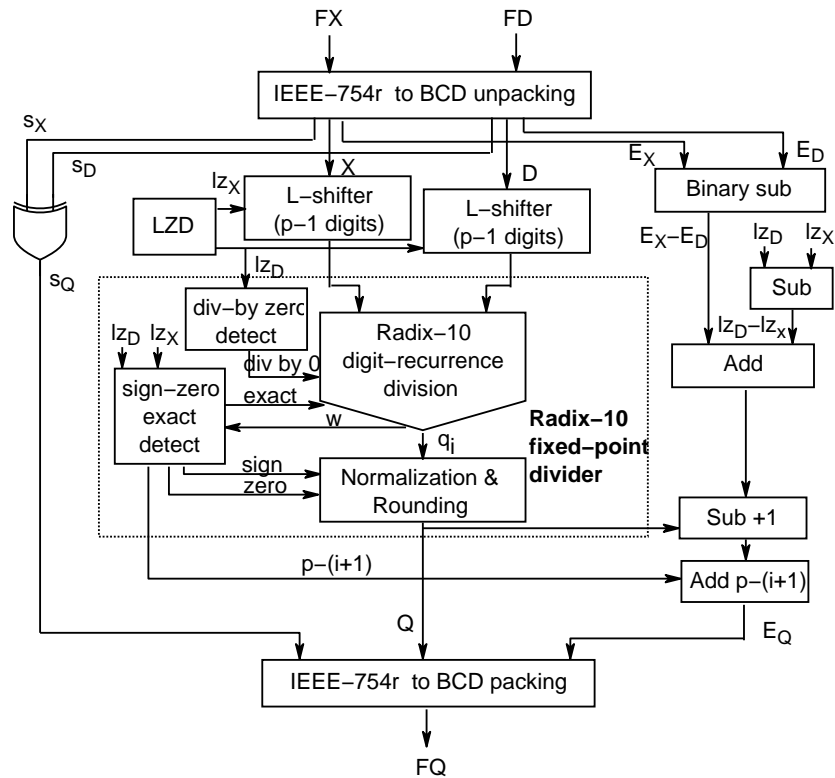 FX
FD
IEEE−754r to BCD unpacking
sX
sD
X
D
EX
ED
lzX
LZD
L−shifter
(p−1 digits)
L−shifter
(p−1 digits)
Binary sub
EX−ED
lzD
lzX
Sub
lzD−lzx
Add
sQ
lzD
div−by zero
detect
Radix−10
digit−recurrence
division
div by 0
lzD
lzX
sign−zero
exact
detect
exact
w
qi
Radix−10
fixed−point
divider
sign
zero
Normalization &
Rounding
Sub +1
p−(i+1)
Add p−(i+1)
Q
EQ
IEEE−754r to BCD packing
FQ